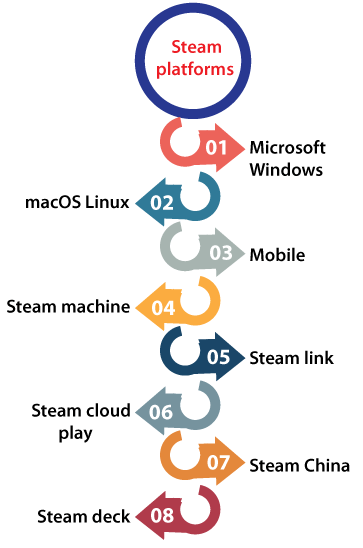 Steam
platforms
01
Microsoft
Windows
macOS Linux
02
03
Mobile
Steam machine
04
05
Steam link
Steam cloud
play
06
07
Steam China
Steam deck
08